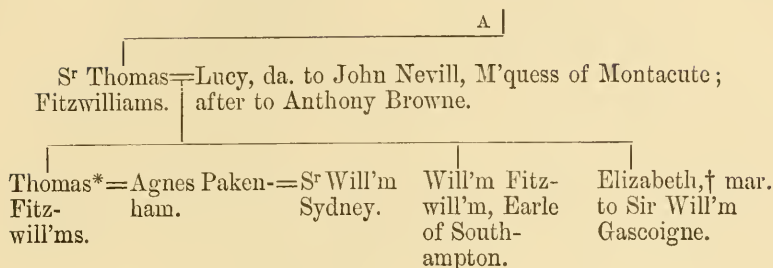 A
Sʳ Thomas=Lucy, da. to John Nevill, M'quess of Montacute;
Fitzwilliams. after to Anthony Browne.
Thomas*=Agnes Paken-=Sʳ Will'm Will'm Fitz- Elizabeth,† mar.
Fitz- ham. Sydney. will'm, Earle to Sir Will'm
will'ms. of South- Gascoigne.
ampton.